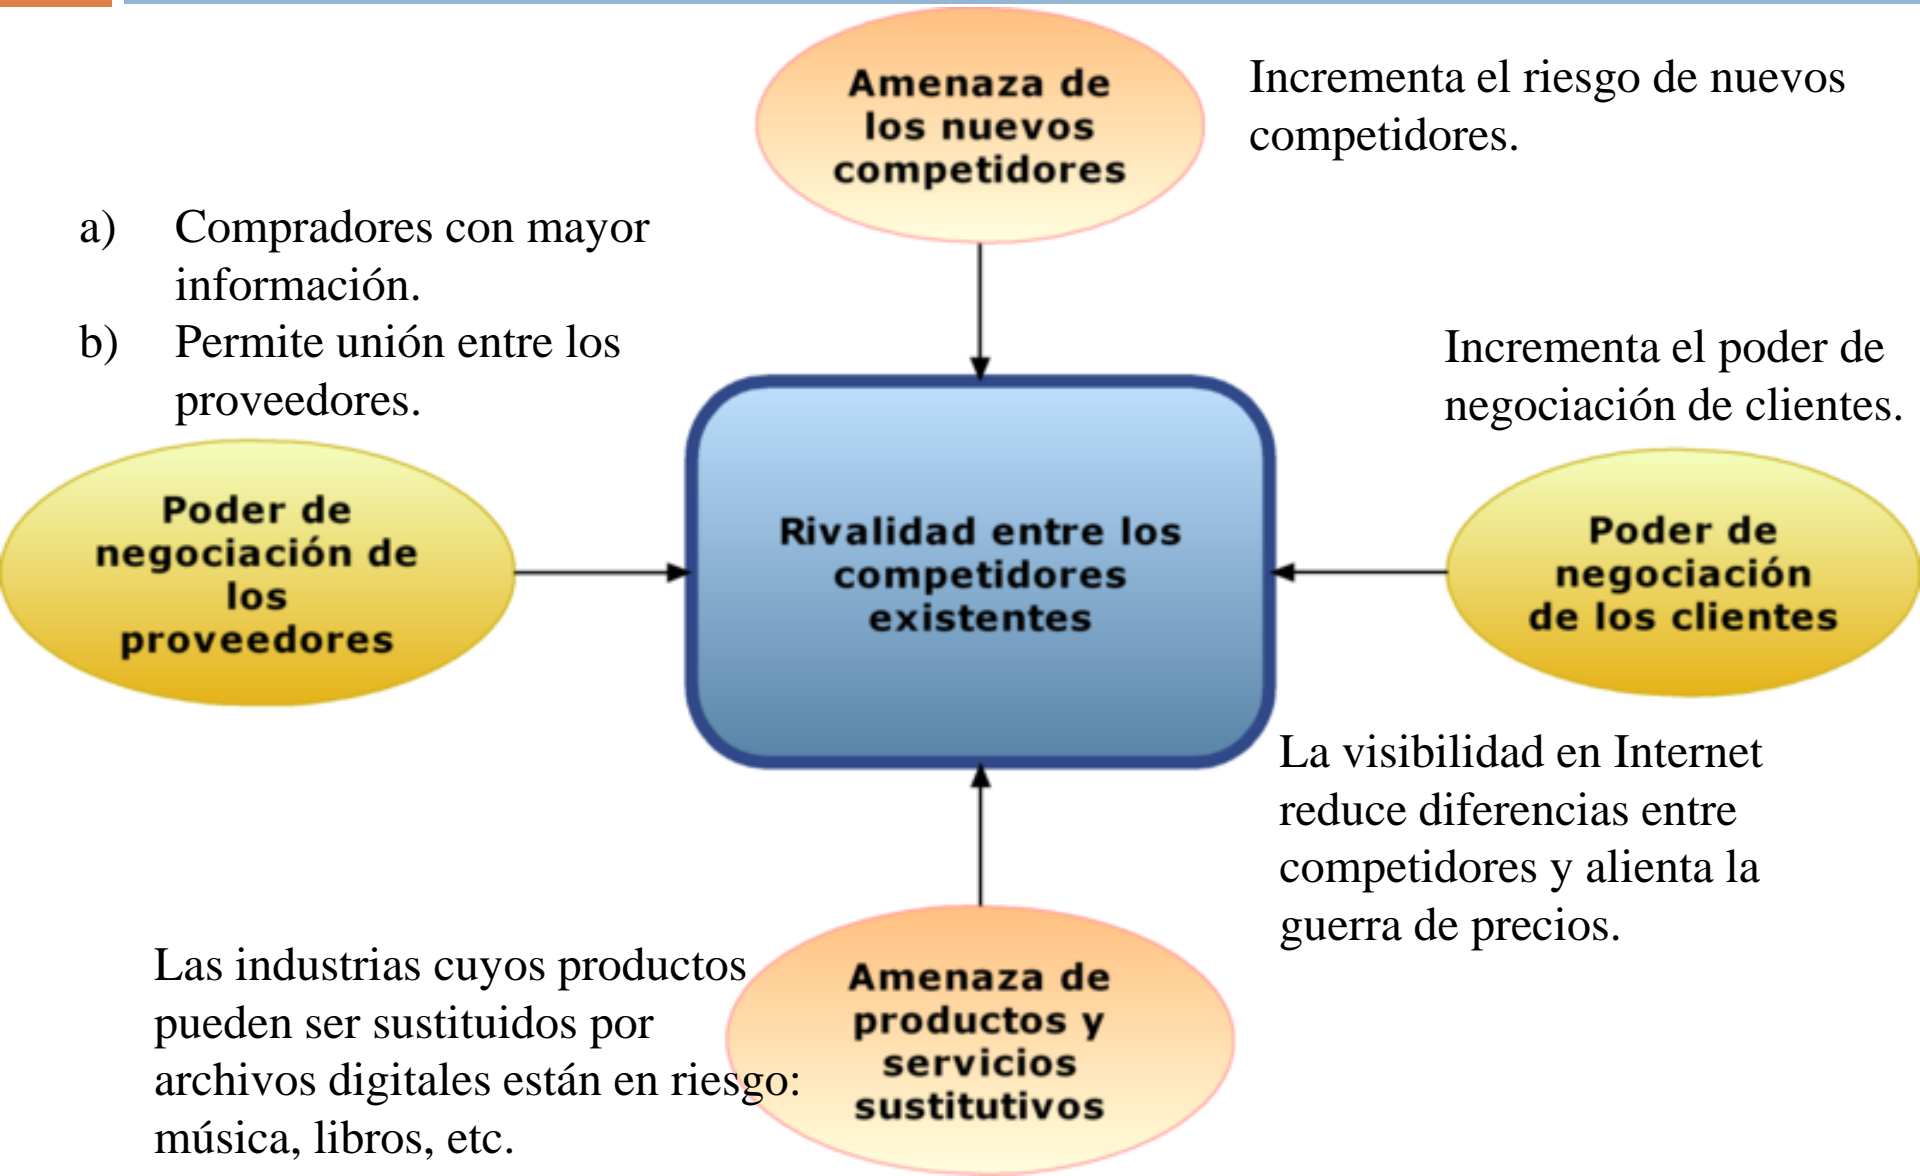 Amenaza de
los nuevos
competidores
Incrementa el riesgo de nuevos
competidores.
a) Compradores con mayor
información.
b) Permite unión entre los
proveedores.
Incrementa el poder de
negociación de clientes.
Poder de
negociación de
los
proveedores
Rivalidad entre los
competidores
existentes
Poder de
negociación
de los clientes
La visibilidad en Internet
reduce diferencias entre
competidores y alienta la
guerra de precios.
Las industrias cuyos productos
pueden ser sustituidos por
archivos digitales están en riesgo:
música, libros, etc.
Amenaza de
productos y
servicios
sustitutivos